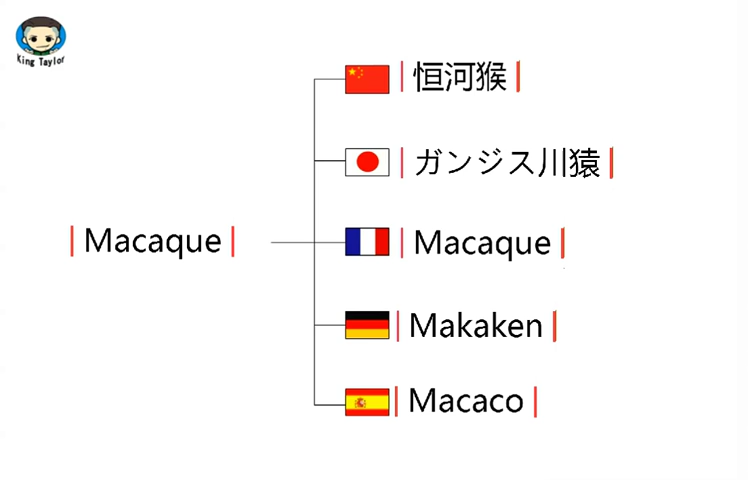 King Taylor
恒河猴
ガンジス川猿
Macaque
Macaque
Makaken
Macaco